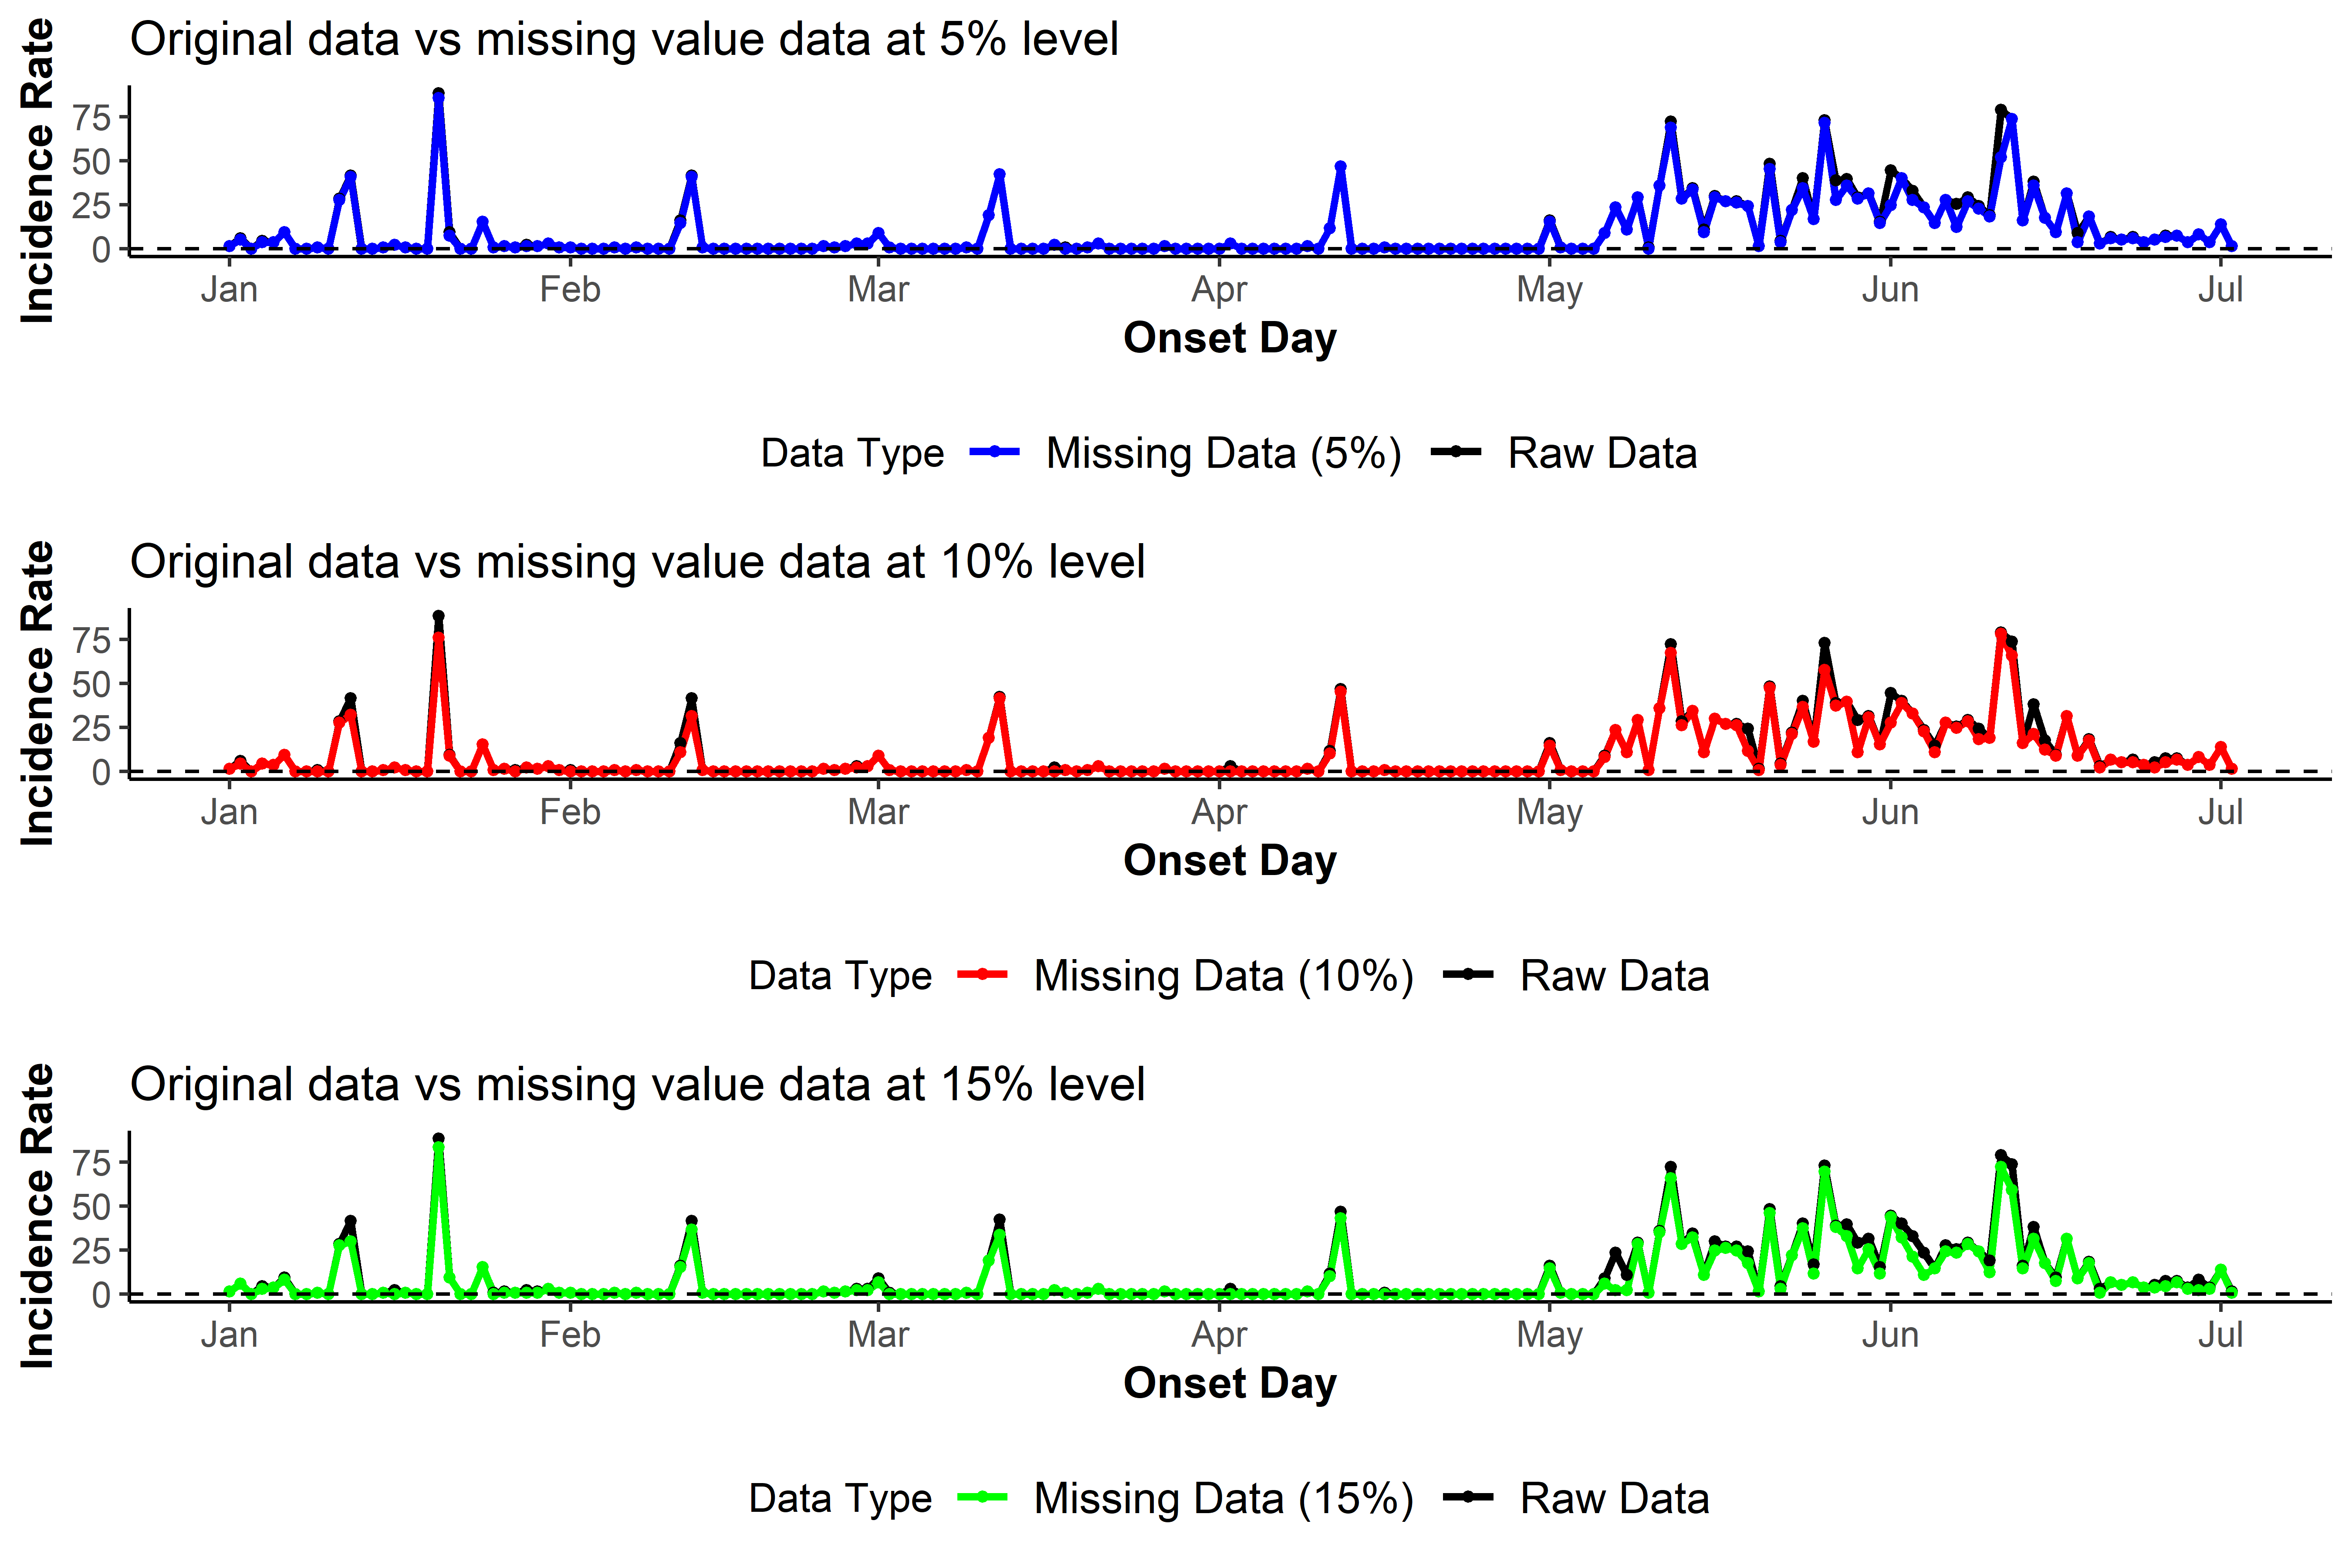 Original data vs missing value data at 5% level
Incidence Rate
75
50
25
0
Jan Feb Mar Apr May Jun Jul
Onset Day
Data Type Missing Data (5%) Raw Data
Original data vs missing value data at 10% level
Incidence Rate
75
50
25
0
Jan Feb Mar Apr May Jun Jul
Onset Day
Data Type Missing Data (10%) Raw Data
Original data vs missing value data at 15% level
Incidence Rate
75
50
25
0
Jan Feb Mar Apr May Jun Jul
Onset Day
Data Type Missing Data (15%) Raw Data